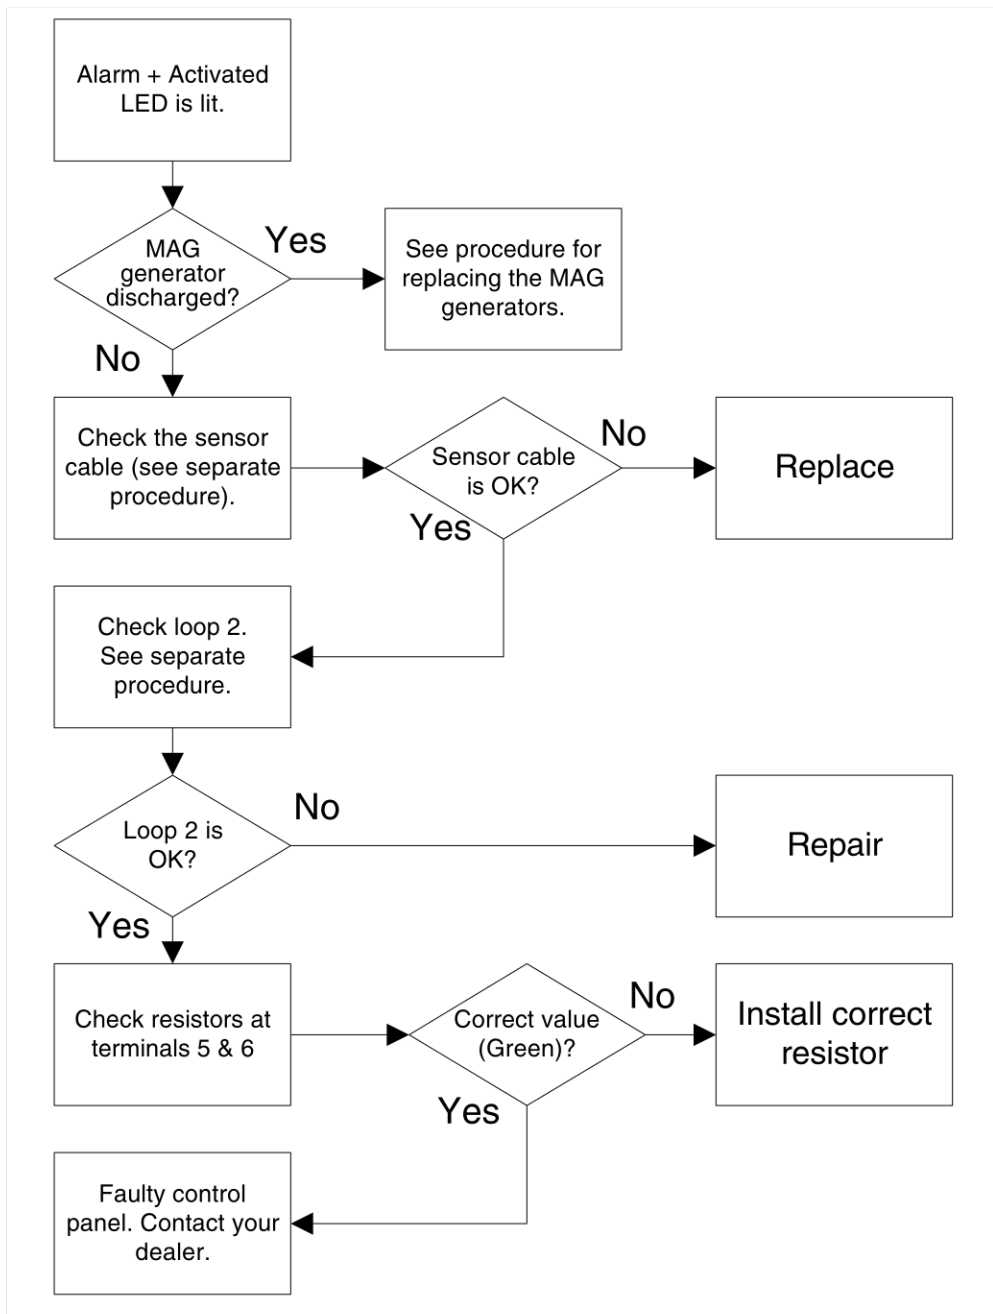 Alarm + Activated
LED is lit.
MAG
generator
discharged?
Yes
See procedure for
replacing the MAG
generators.
No
Check the sensor
cable (see separate
procedure).
Sensor cable
is OK?
No
Replace
Yes
Check loop 2.
See separate
procedure.
Loop 2 is
OK?
No
Repair
Yes
Check resistors at
terminals 5 & 6
Correct value
(Green)?
No
Install correct
resistor
Yes
Faulty control
panel. Contact your
dealer.